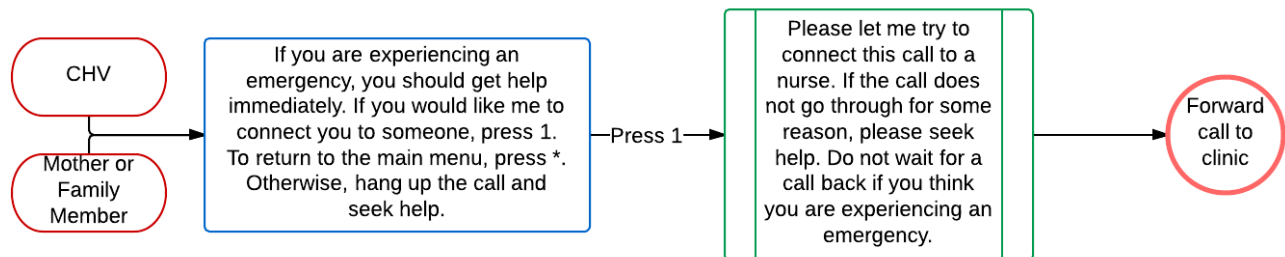 CHV
Mother or
Family
Member
If you are experiencing an
emergency, you should get help
immediately. If you would like me to
connect you to someone, press 1.
To return to the main menu, press *.
Otherwise, hang up the call and
seek help.
Press 1
Please let me try to
connect this call to a
nurse. If the call does
not go through for some
reason, please seek
help. Do not wait for a
call back if you think
you are experiencing an
emergency.
Forward
call to
clinic